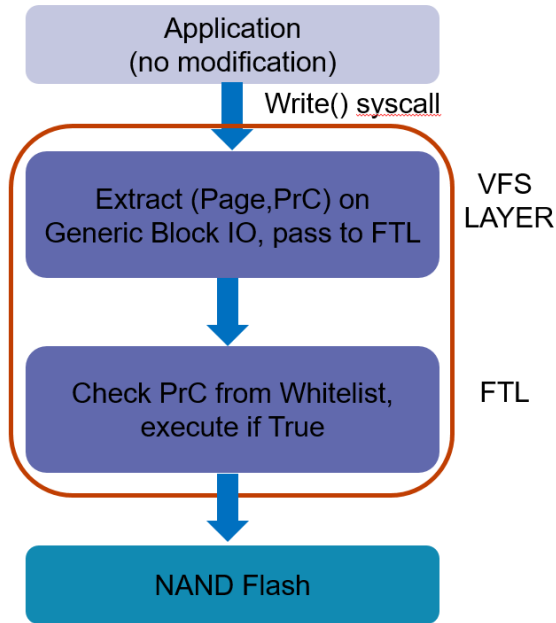 Application
(no modification)
Write() syscall
Extract (Page,PrC) on
Generic Block IO, pass to FTL
VFS
LAYER
Check PrC from Whitelist,
execute if True
FTL
NAND Flash